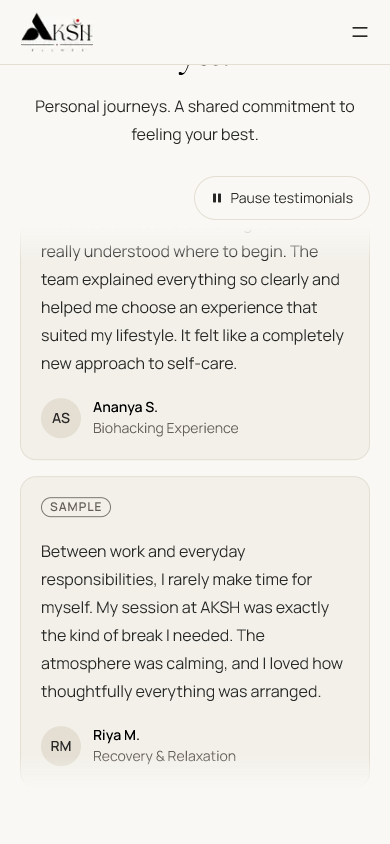 AKSH
Personal journeys. A shared commitment to
feeling your best.
Pause testimonials
really understood where to begin. The
team explained everything so clearly and
helped me choose an experience that
suited my lifestyle. It felt like a completely
new approach to self-care.
AS
Ananya S.
Biohacking Experience
SAMPLE
Between work and everyday
responsibilities, I rarely make time for
myself. My session at AKSH was exactly
the kind of break I needed. The
atmosphere was calming, and I loved how
thoughtfully everything was arranged.
RM
Riya M.
Recovery & Relaxation